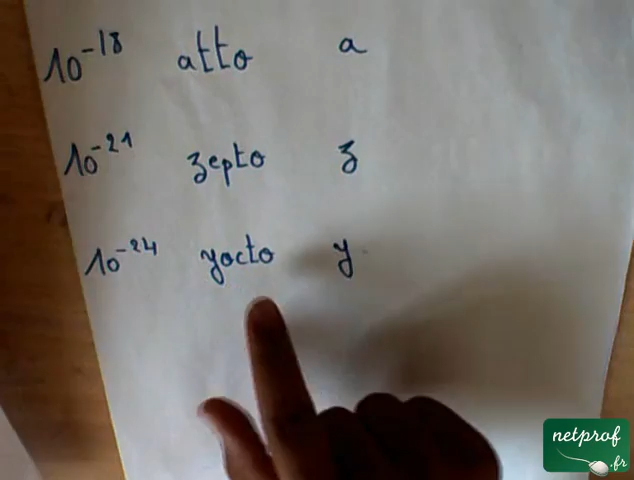 10⁻¹⁸ atto a
10⁻²¹ zepto z
10⁻²⁴ yocto y
netprof
.fr